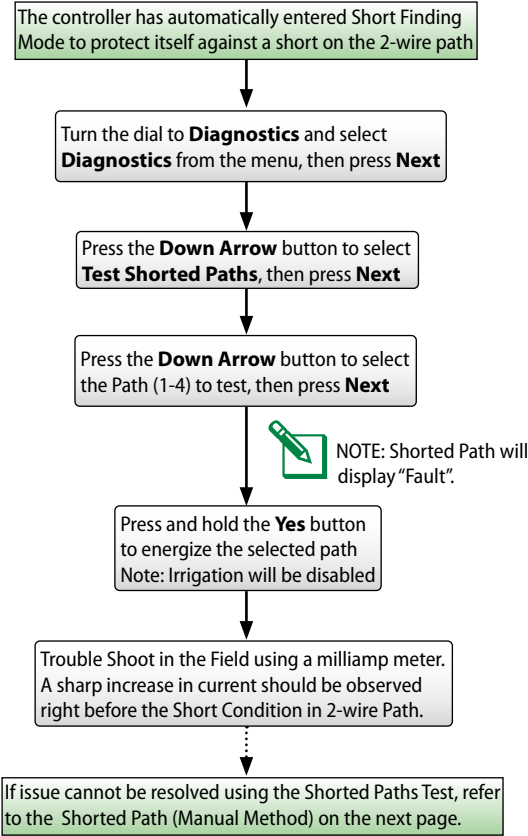 The controller has automatically entered Short Finding
Mode to protect itself against a short on the 2-wire path
Turn the dial to Diagnostics and select
Diagnostics from the menu, then press Next
Press the Down Arrow button to select
Test Shorted Paths, then press Next
Press the Down Arrow button to select
the Path (1-4) to test, then press Next
NOTE: Shorted Path will
display “Fault”.
Press and hold the Yes button
to energize the selected path
Note: Irrigation will be disabled
Trouble Shoot in the Field using a milliamp meter.
A sharp increase in current should be observed
right before the Short Condition in 2-wire Path.
If issue cannot be resolved using the Shorted Paths Test, refer
to the Shorted Path (Manual Method) on the next page.